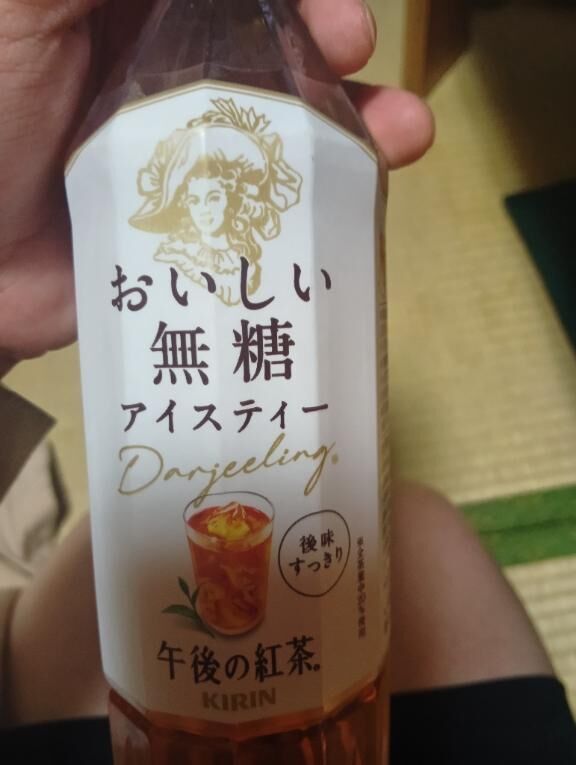 おいしい
無糖
アイスティー
Darjeeling®
後味
すっきり
午後の紅茶®
KIRIN